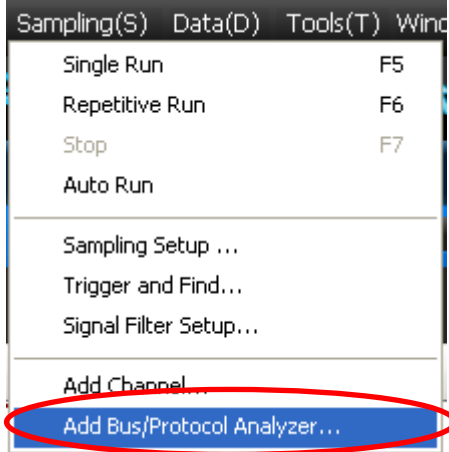 Sampling(S) Data(D) Tools(T) Wind
Single Run F5
Repetitive Run F6
Stop F7
Auto Run
Sampling Setup ...
Trigger and Find...
Signal Filter Setup...
Add Channel...
Add Bus/Protocol Analyzer...